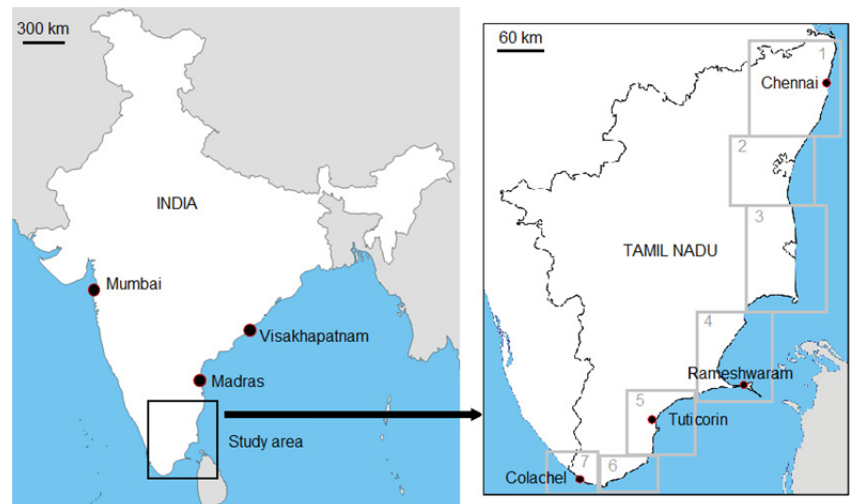 300 km
INDIA
Mumbai
Visakhapatnam
Madras
Study area
60 km
1
Chennai
2
3
TAMIL NADU
4
Rameshwaram
5
Tuticorin
7
6
Colachel